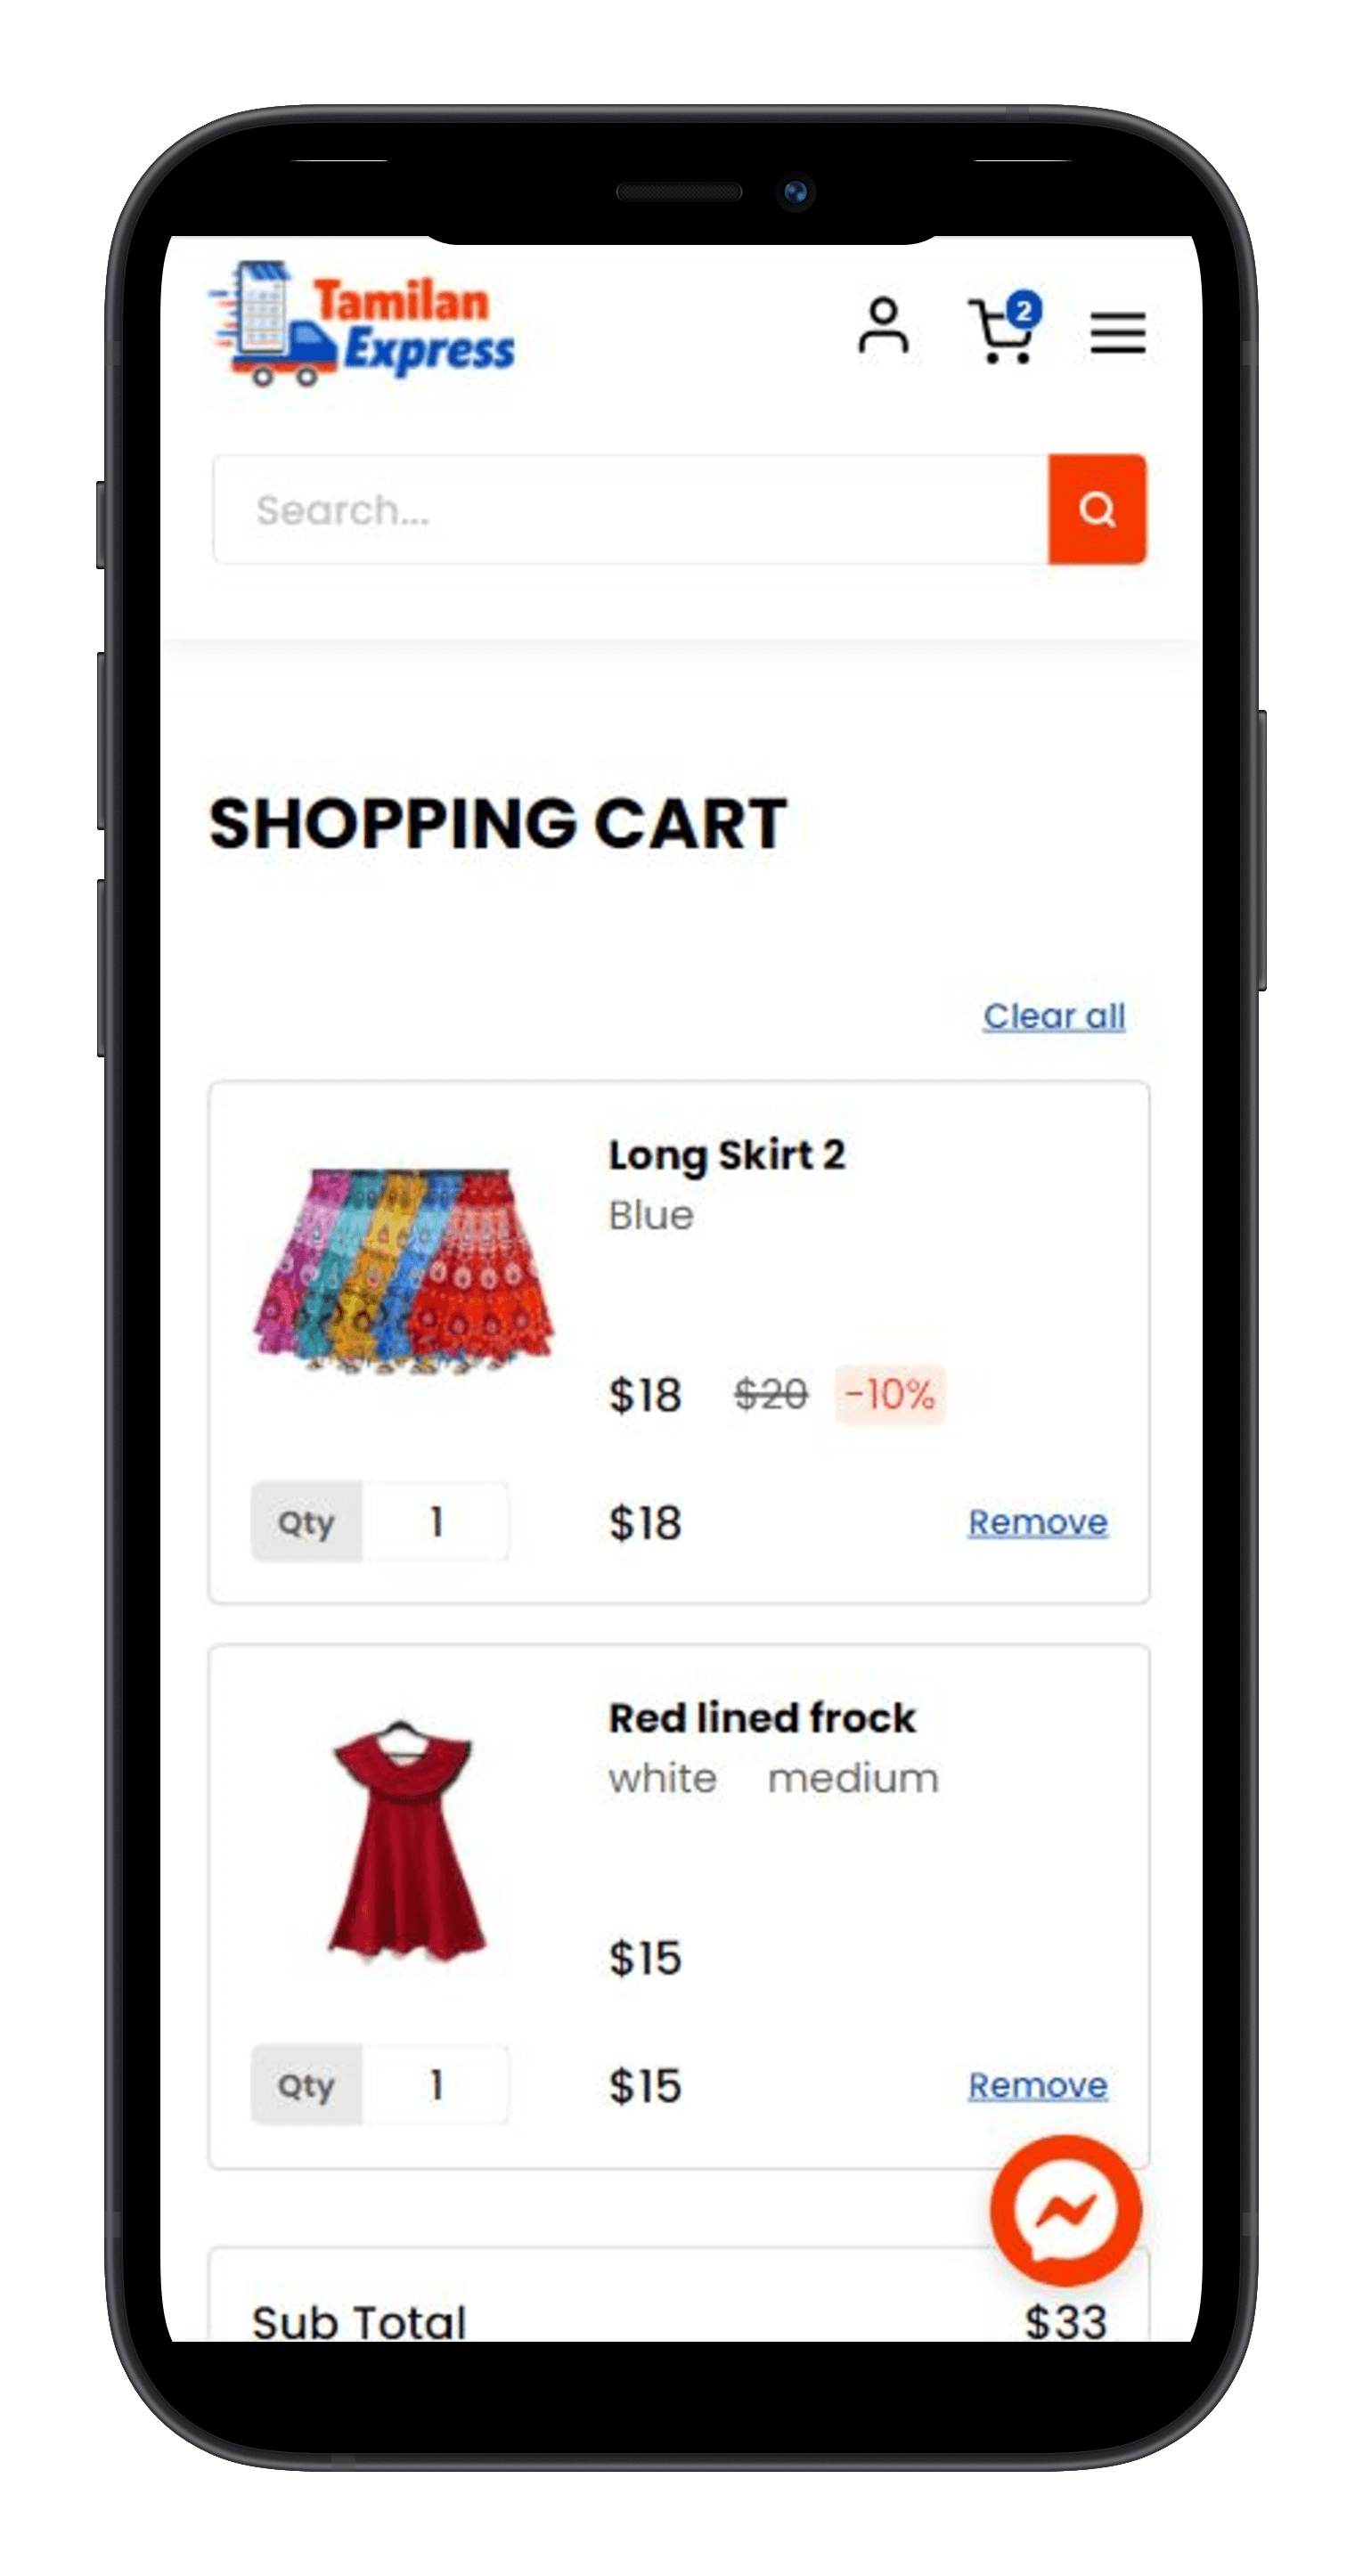 Tamilan
Express
2
Search...
SHOPPING CART
Clear all
Long Skirt 2
Blue
$18 $20 -10%
Qty 1 $18 Remove
Red lined frock
white medium
$15
Qty 1 $15 Remove
Sub Total $33